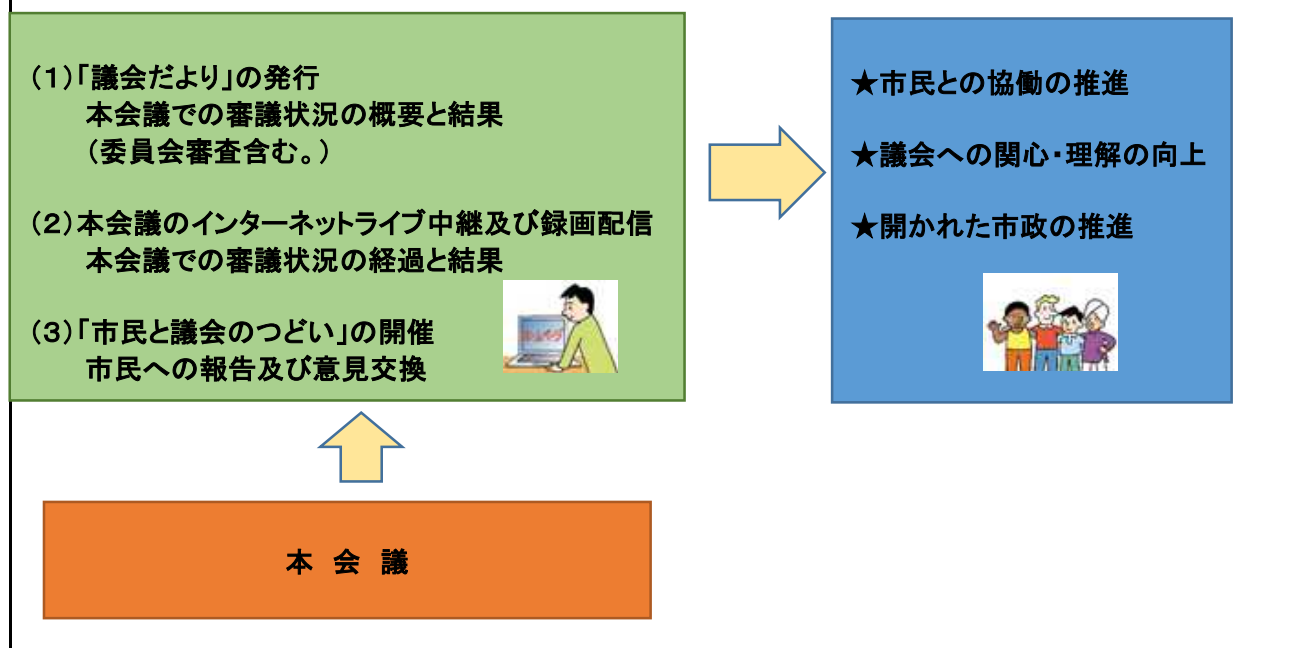 (1)「議会だより」の発行
本会議での審議状況の概要と結果
(委員会審査含む。)
(2)本会議のインターネットライブ中継及び録画配信
本会議での審議状況の経過と結果
(3)「市民と議会のつどい」の開催
市民への報告及び意見交換
★市民との協働の推進
★議会への関心・理解の向上
★開かれた市政の推進
本 会 議